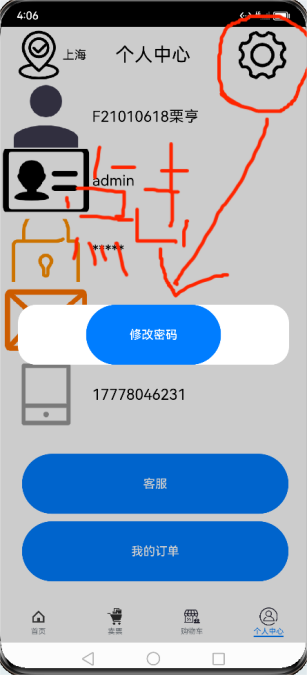 4:06
上海
个人中心
F21010618栗亨
admin
*****
修改密码
17778046231
客服
我的订单
首页
卖票
购物车
个人中心